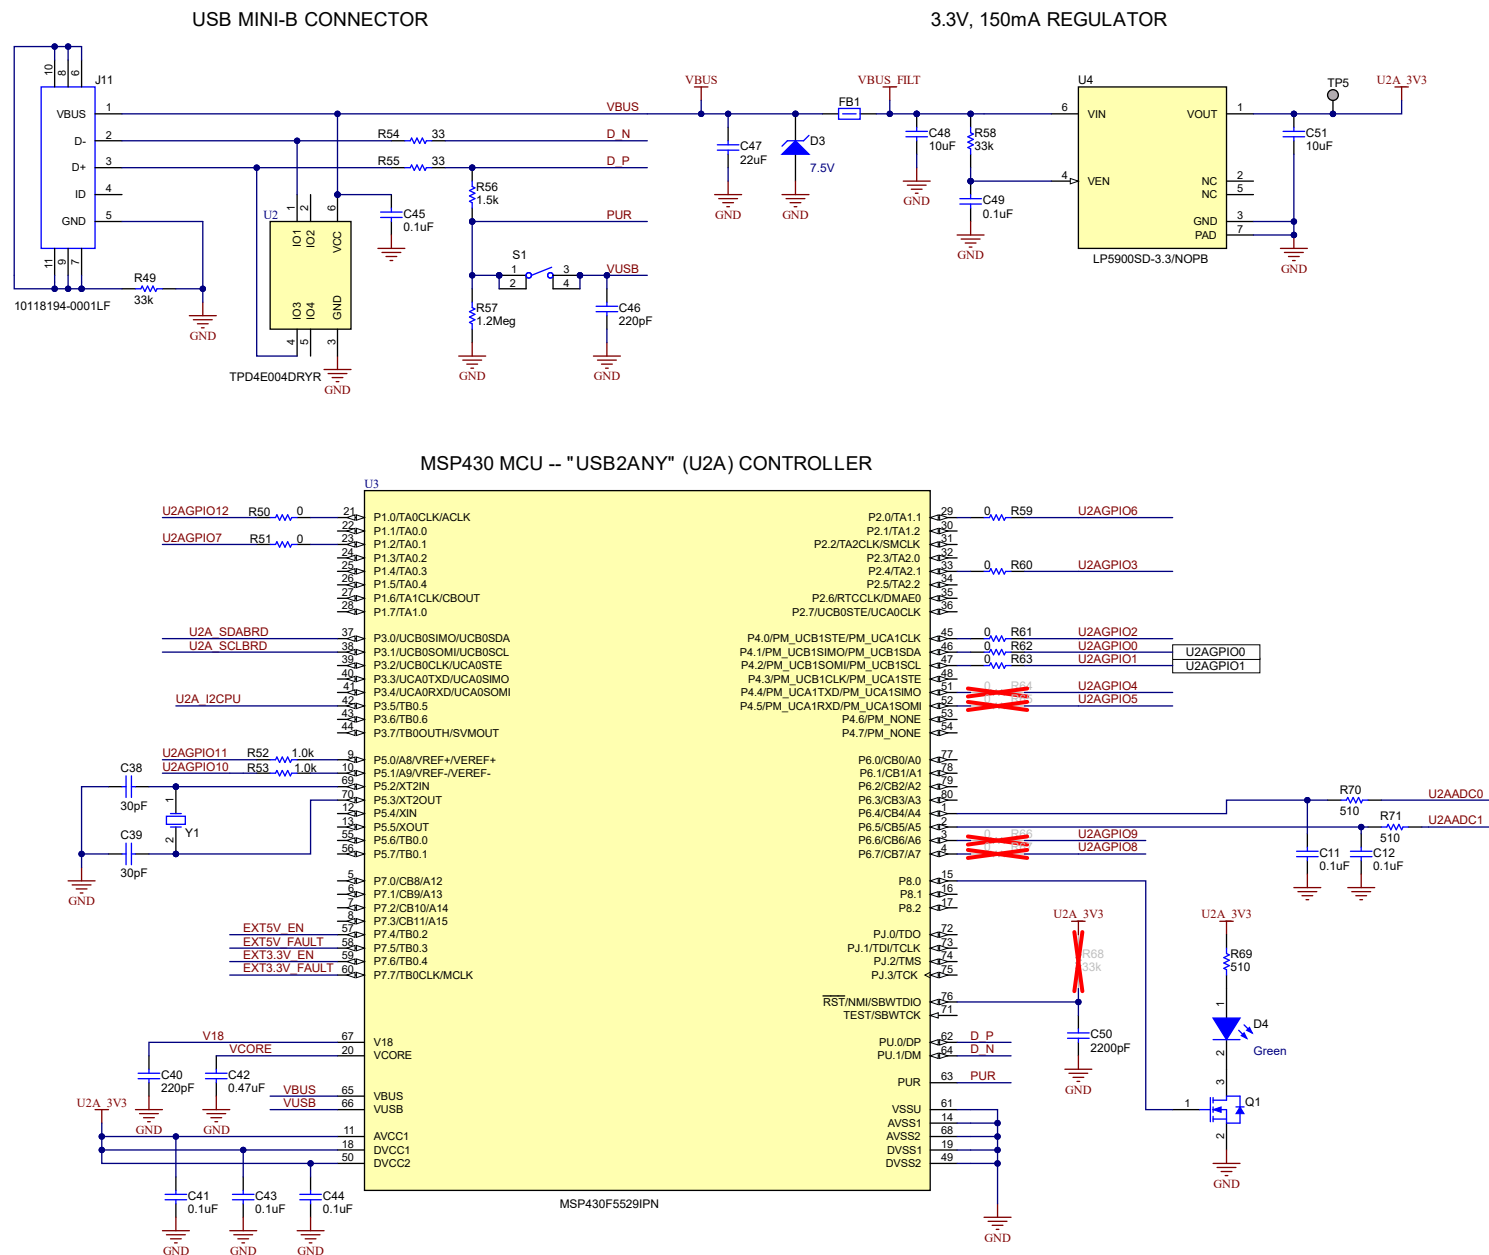 USB MINI-B CONNECTOR
3.3V, 150mA REGULATOR
J11
10 8 6
VBUS 1
D- 2
D+ 3
ID 4
GND 5
11 9 7
10118194-0001LF
R49
33k
GND
R54 33
R55 33
VBUS
D_N
D_P
U2
1 2 6
IO1 IO2 VCC
IO3 IO4 GND
4 5 3
TPD4E004DRYR
GND
C45
0.1uF
R56
1.5k
PUR
S1
1 3
2 4
VUSB
R57
1.2Meg
C46
220pF
GND
GND
VBUS
C47
22uF
GND
D3
7.5V
GND
FB1
VBUS_FILT
C48
10uF
GND
R58
33k
C49
0.1uF
GND
U4
6 VIN VOUT 1
4 VEN
NC 2
NC 5
GND 3
PAD 7
LP5900SD-3.3/NOPB
TP5
U2A_3V3
C51
10uF
GND
MSP430 MCU -- "USB2ANY" (U2A) CONTROLLER
U3
U2AGPIO12 R50 0 21 P1.0/TA0CLK/ACLK
22 P1.1/TA0.0
U2AGPIO7 R51 0 23 P1.2/TA0.1
24 P1.3/TA0.2
25 P1.4/TA0.3
26 P1.5/TA0.4
27 P1.6/TA1CLK/CBOUT
28 P1.7/TA1.0
U2A_SDABRD 37 P3.0/UCB0SIMO/UCB0SDA
U2A_SCLBRD 38 P3.1/UCB0SOMI/UCB0SCL
39 P3.2/UCB0CLK/UCA0STE
40 P3.3/UCA0TXD/UCA0SIMO
41 P3.4/UCA0RXD/UCA0SOMI
U2A_I2CPU 42 P3.5/TB0.5
43 P3.6/TB0.6
44 P3.7/TB0OUTH/SVMOUT
U2AGPIO11 R52 1.0k 9 P5.0/A8/VREF+/VEREF+
U2AGPIO10 R53 1.0k 10 P5.1/A9/VREF-/VEREF-
69 P5.2/XT2IN
70 P5.3/XT2OUT
12 P5.4/XIN
13 P5.5/XOUT
55 P5.6/TB0.0
56 P5.7/TB0.1
C38
30pF
1
Y1
2
C39
30pF
GND
5 P7.0/CB8/A12
6 P7.1/CB9/A13
7 P7.2/CB10/A14
8 P7.3/CB11/A15
EXT5V_EN 57 P7.4/TB0.2
EXT5V_FAULT 58 P7.5/TB0.3
EXT3.3V_EN 59 P7.6/TB0.4
EXT3.3V_FAULT 60 P7.7/TB0CLK/MCLK
V18 67 V18
VCORE 20 VCORE
C40
220pF
GND
C42
0.47uF
GND
VBUS 65 VBUS
VUSB 66 VUSB
U2A_3V3
11 AVCC1
18 DVCC1
50 DVCC2
C41
0.1uF
GND
C43
0.1uF
GND
C44
0.1uF
GND
MSP430F5529IPN
P2.0/TA1.1 29 0 R59 U2AGPIO6
P2.1/TA1.2 30
P2.2/TA2CLK/SMCLK 31
P2.3/TA2.0 32
P2.4/TA2.1 33 0 R60 U2AGPIO3
P2.5/TA2.2 34
P2.6/RTCCLK/DMAE0 35
P2.7/UCB0STE/UCA0CLK 36
P4.0/PM_UCB1STE/PM_UCA1CLK 45 0 R61 U2AGPIO2
P4.1/PM_UCB1SIMO/PM_UCB1SDA 46 0 R62 U2AGPIO0 U2AGPIO0
P4.2/PM_UCB1SOMI/PM_UCB1SCL 47 0 R63 U2AGPIO1 U2AGPIO1
P4.3/PM_UCB1CLK/PM_UCA1STE 48
P4.4/PM_UCA1TXD/PM_UCA1SIMO 51 0 R64 U2AGPIO4
P4.5/PM_UCA1RXD/PM_UCA1SOMI 52 U2AGPIO5
P4.6/PM_NONE 53
P4.7/PM_NONE 54
P6.0/CB0/A0 77
P6.1/CB1/A1 78
P6.2/CB2/A2 79
P6.3/CB3/A3 80
P6.4/CB4/A4 1
P6.5/CB5/A5 2
P6.6/CB6/A6 3 0 R66 U2AGPIO9
P6.7/CB7/A7 4 U2AGPIO8
R70
510
U2AADC0
R71
510
U2AADC1
C11
0.1uF
C12
0.1uF
P8.0 15
P8.1 16
P8.2 17
PJ.0/TDO 72
PJ.1/TDI/TCLK 73
PJ.2/TMS 74
PJ.3/TCK 75
RST/NMI/SBWTDIO 76
TEST/SBWTCK 71
U2A_3V3
R68
33k
C50
2200pF
GND
PU.0/DP 62 D_P
PU.1/DM 64 D_N
PUR 63 PUR
VSSU 61
AVSS1 14
AVSS2 68
DVSS1 19
DVSS2 49
GND
U2A_3V3
R69
510
1
D4
2
Green
3
1 Q1
2
GND